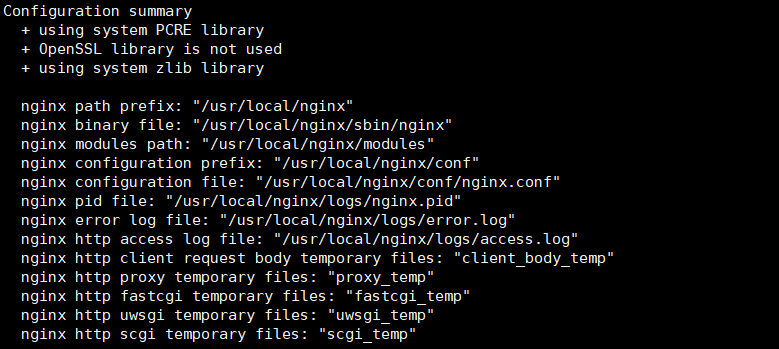 Configuration summary
+ using system PCRE library
+ OpenSSL library is not used
+ using system zlib library
nginx path prefix: "/usr/local/nginx"
nginx binary file: "/usr/local/nginx/sbin/nginx"
nginx modules path: "/usr/local/nginx/modules"
nginx configuration prefix: "/usr/local/nginx/conf"
nginx configuration file: "/usr/local/nginx/conf/nginx.conf"
nginx pid file: "/usr/local/nginx/logs/nginx.pid"
nginx error log file: "/usr/local/nginx/logs/error.log"
nginx http access log file: "/usr/local/nginx/logs/access.log"
nginx http client request body temporary files: "client_body_temp"
nginx http proxy temporary files: "proxy_temp"
nginx http fastcgi temporary files: "fastcgi_temp"
nginx http uwsgi temporary files: "uwsgi_temp"
nginx http scgi temporary files: "scgi_temp"